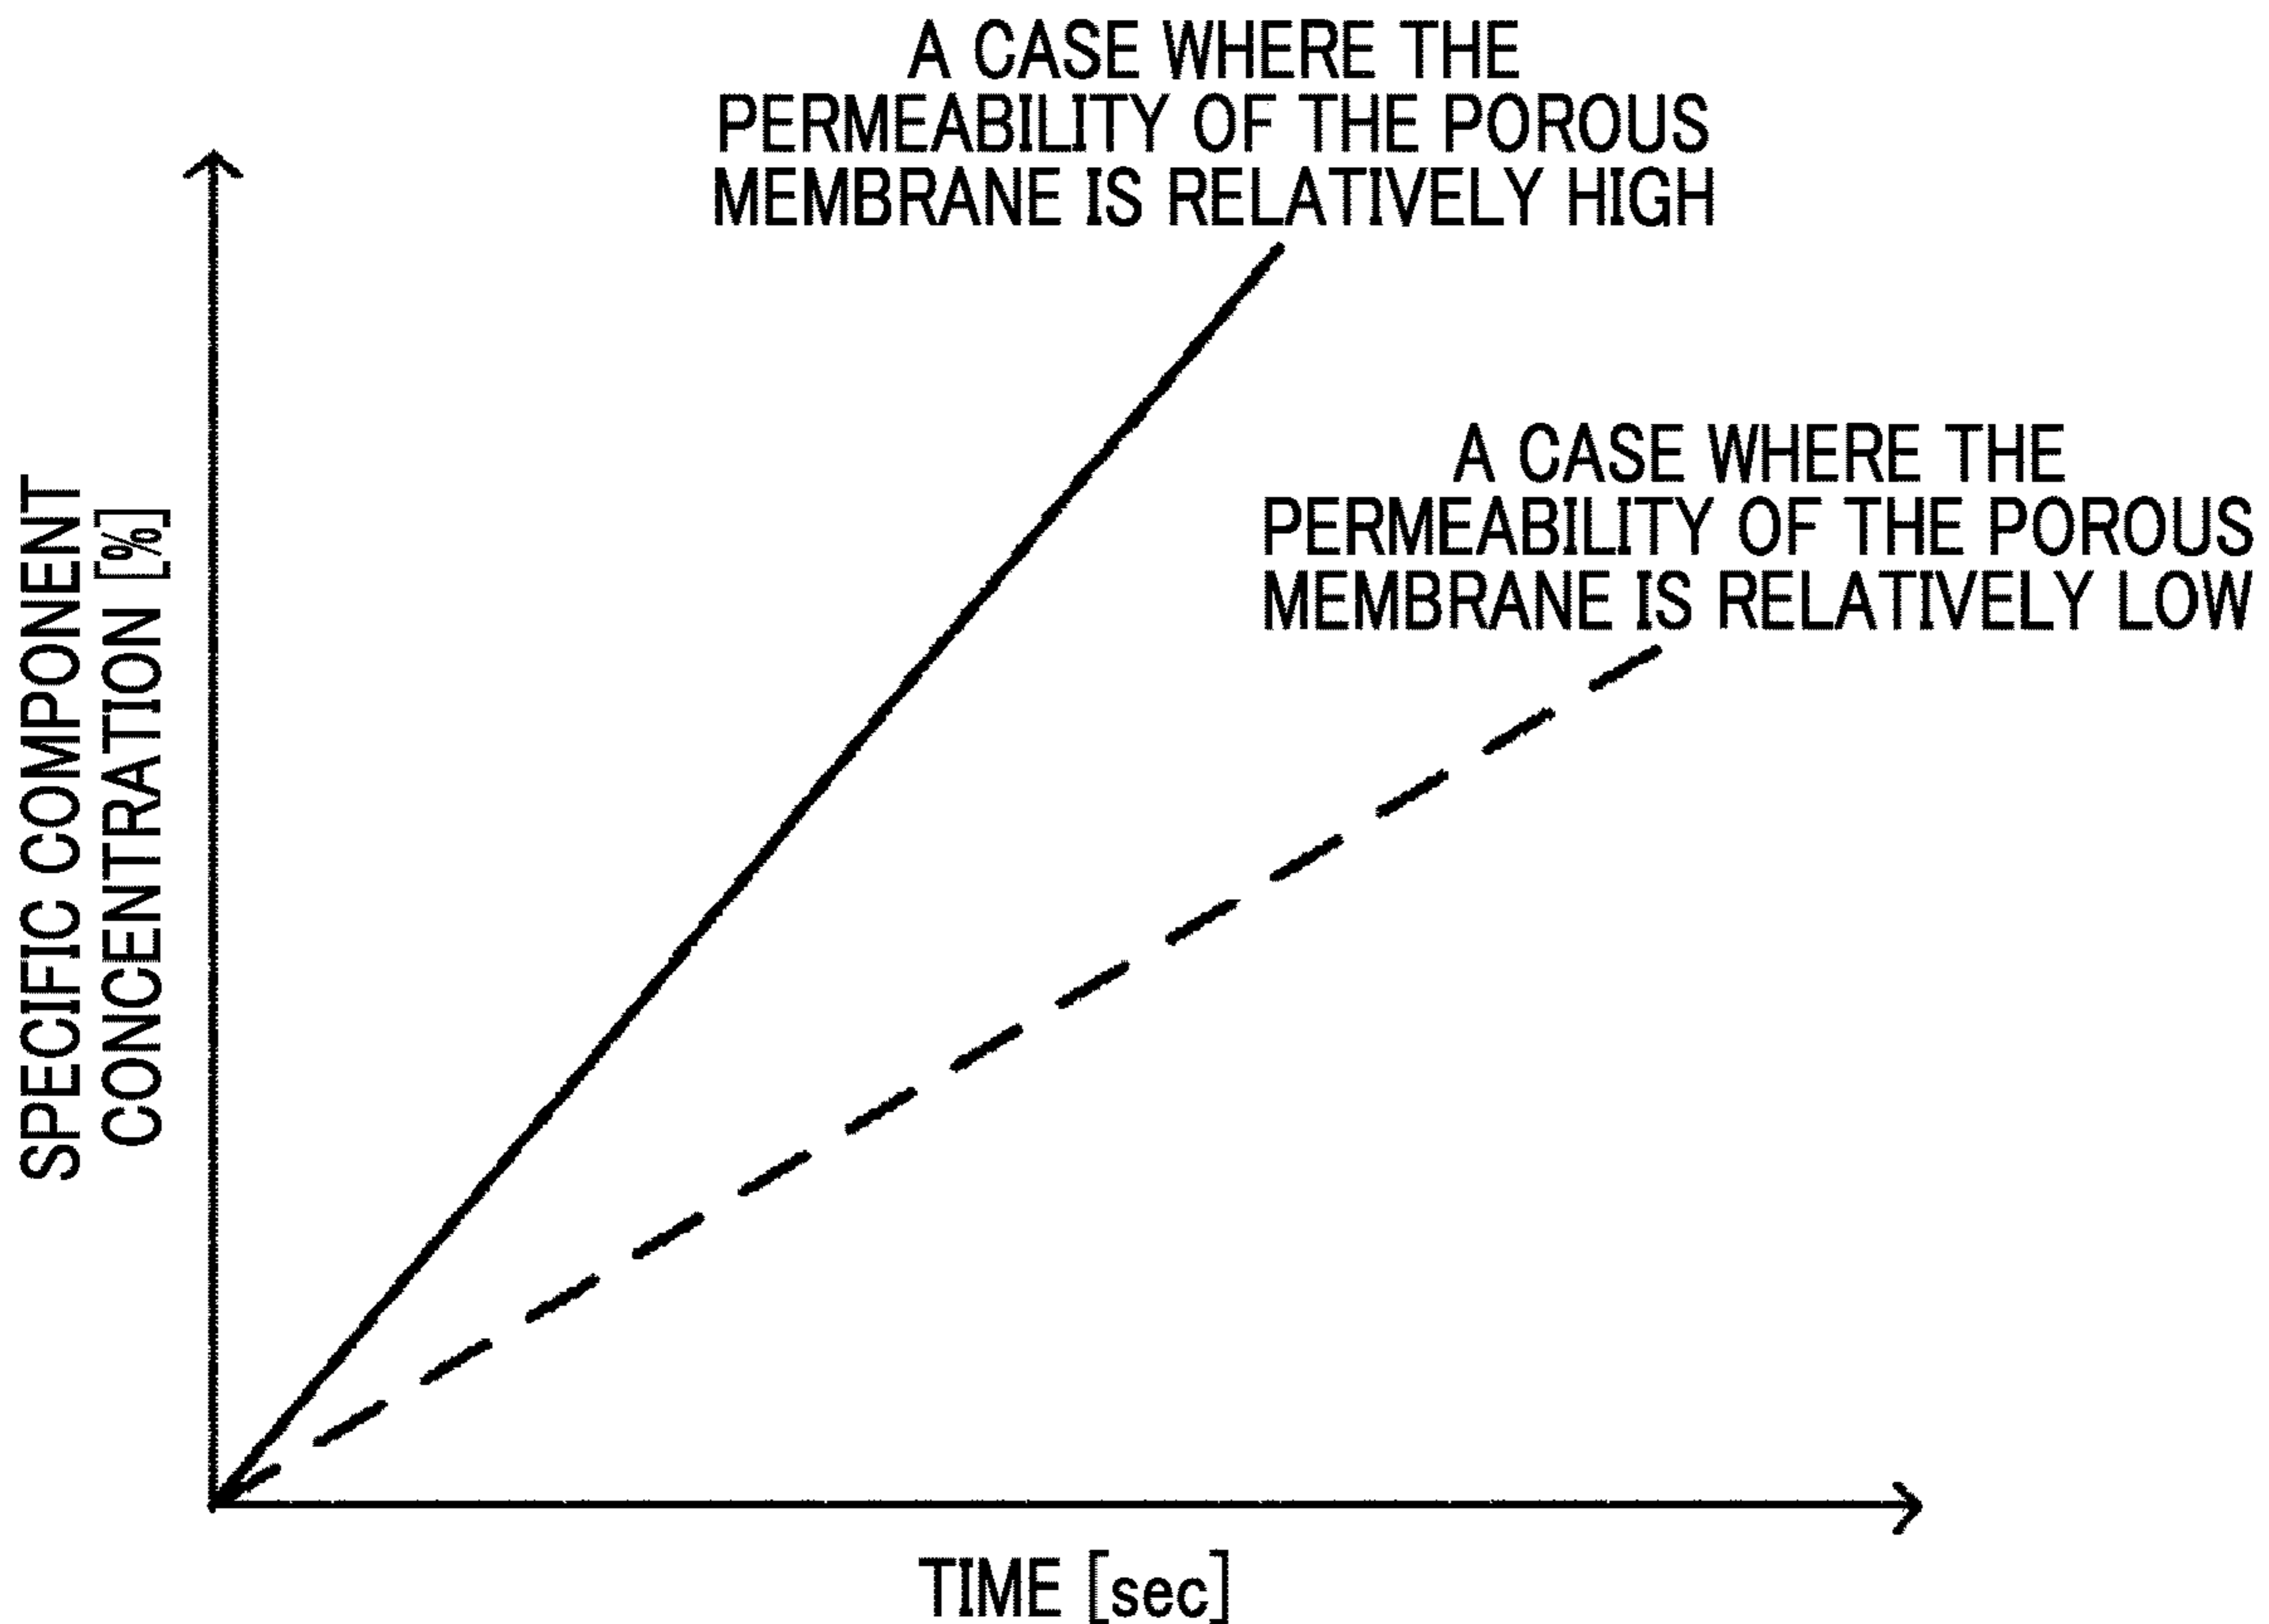 A CASE WHERE THE
PERMEABILITY OF THE POROUS
MEMBRANE IS RELATIVELY HIGH
A CASE WHERE THE
PERMEABILITY OF THE POROUS
MEMBRANE IS RELATIVELY LOW
SPECIFIC COMPONENT
CONCENTRATION [%]
TIME [sec]